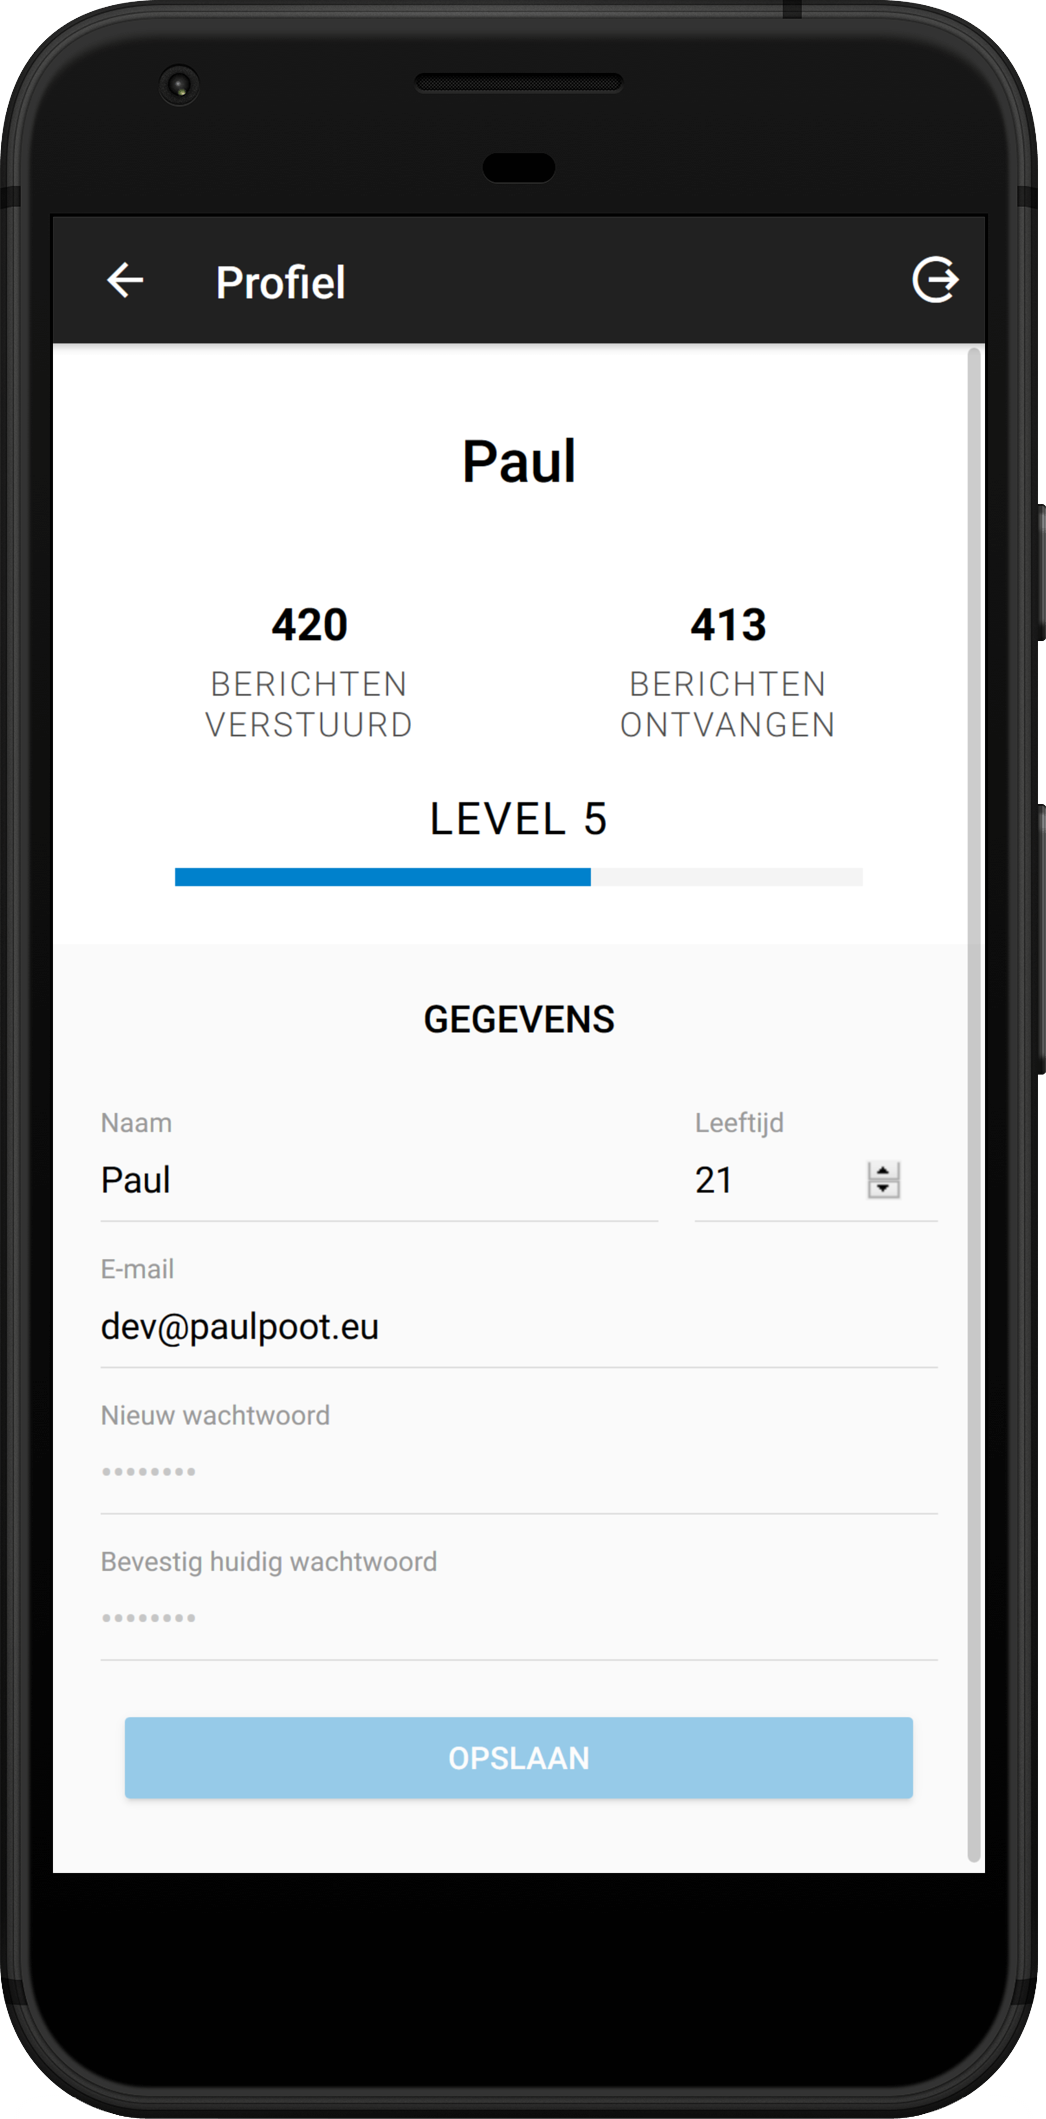 Profiel
Paul
420
BERICHTEN
VERSTUURD
413
BERICHTEN
ONTVANGEN
LEVEL 5
GEGEVENS
Naam
Paul
Leeftijd
21
E-mail
dev@paulpoot.eu
Nieuw wachtwoord
••••••••
Bevestig huidig wachtwoord
••••••••
OPSLAAN